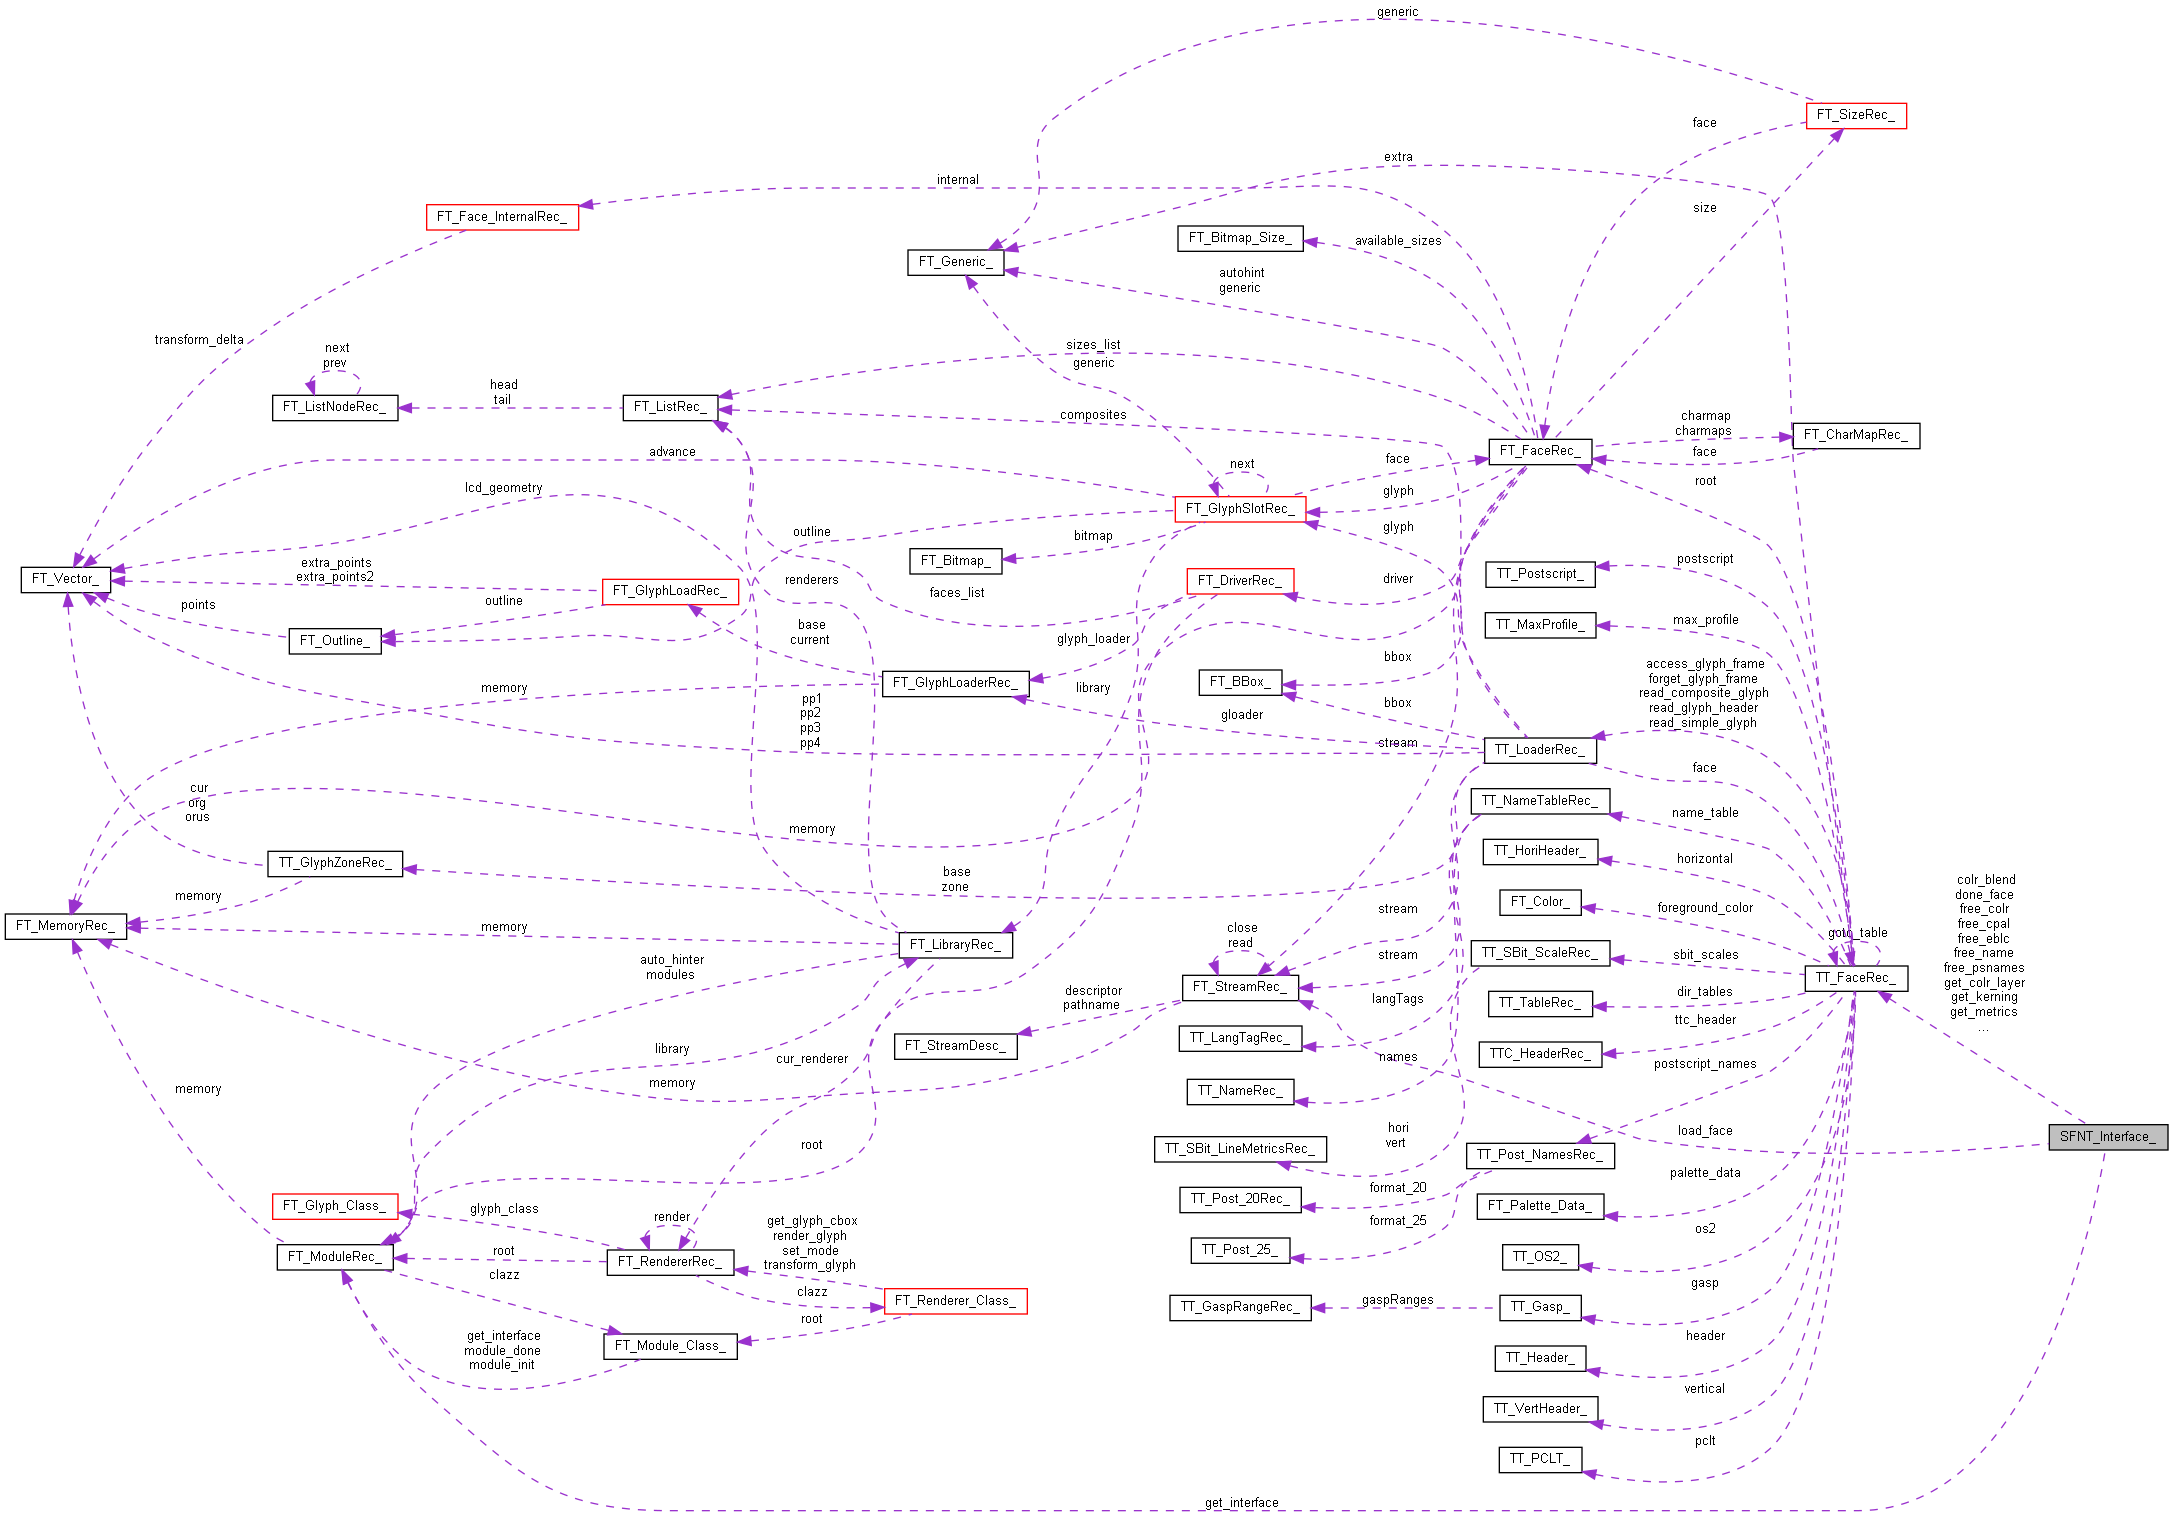 generic
FT_SizeRec_
face
extra
internal
size
FT_Face_InternalRec_
FT_Bitmap_Size_
available_sizes
FT_Generic_
autohint
generic
transform_delta
sizes_list
generic
next
prev
head
tail
FT_ListNodeRec_
FT_ListRec_
composites
charmap
charmaps
FT_CharMapRec_
FT_FaceRec_
face
advance
next
face
lcd_geometry
glyph
root
FT_GlyphSlotRec_
outline
bitmap
glyph
FT_Bitmap_
postscript
TT_Postscript_
extra_points
extra_points2
FT_Vector_
renderers
FT_DriverRec_
driver
FT_GlyphLoadRec_
faces_list
points
outline
base
current
FT_Outline_
glyph_loader
max_profile
TT_MaxProfile_
bbox
access_glyph_frame
forget_glyph_frame
read_composite_glyph
read_glyph_header
read_simple_glyph
FT_BBox_
FT_GlyphLoaderRec_
memory
library
pp1
pp2
pp3
pp4
bbox
gloader
stream
TT_LoaderRec_
face
cur
org
orus
TT_NameTableRec_
name_table
memory
TT_HoriHeader_
horizontal
TT_GlyphZoneRec_
base
zone
memory
FT_Color_
foreground_color
colr_blend
done_face
free_colr
free_cpal
free_eblc
free_name
free_psnames
get_colr_layer
get_kerning
get_metrics
...
stream
FT_MemoryRec_
memory
close
read
goto_table
FT_LibraryRec_
TT_SBit_ScaleRec_
sbit_scales
stream
auto_hinter
modules
TT_FaceRec_
FT_StreamRec_
descriptor
pathname
langTags
TT_TableRec_
dir_tables
ttc_header
TT_LangTagRec_
FT_StreamDesc_
library
cur_renderer
names
TTC_HeaderRec_
postscript_names
memory
memory
TT_NameRec_
hori
vert
load_face
SFNT_Interface_
root
TT_SBit_LineMetricsRec_
TT_Post_NamesRec_
palette_data
format_20
TT_Post_20Rec_
FT_Palette_Data_
FT_Glyph_Class_
glyph_class
render
get_glyph_cbox
render_glyph
set_mode
transform_glyph
format_25
os2
TT_Post_25_
TT_OS2_
FT_ModuleRec_
root
FT_RendererRec_
clazz
clazz
gasp
FT_Renderer_Class_
TT_GaspRangeRec_
gaspRanges
TT_Gasp_
root
get_interface
module_done
module_init
FT_Module_Class_
header
TT_Header_
vertical
TT_VertHeader_
pclt
TT_PCLT_
get_interface